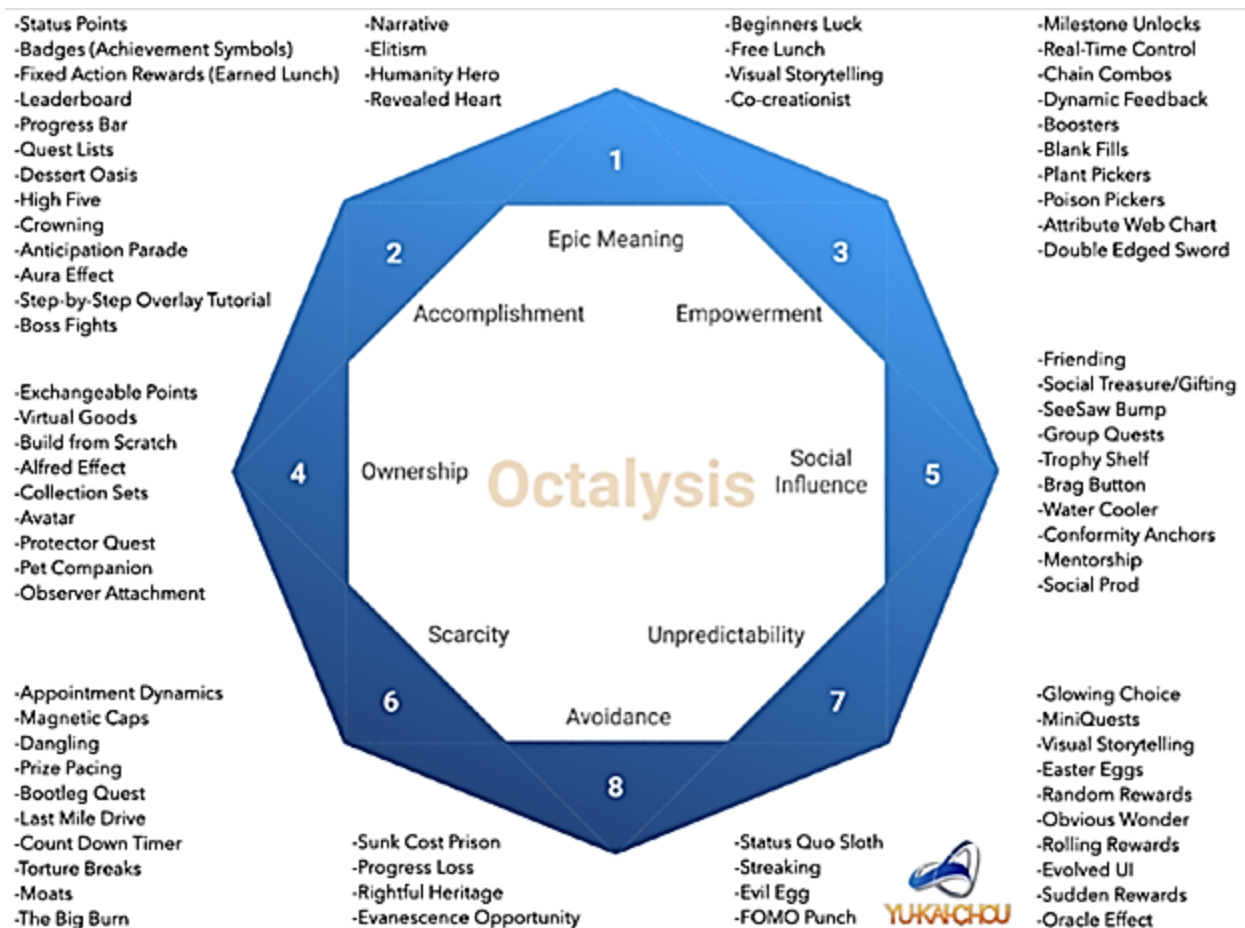 -Status Points
-Badges (Achievement Symbols)
-Fixed Action Rewards (Earned Lunch)
-Leaderboard
-Progress Bar
-Quest Lists
-Dessert Oasis
-High Five
-Crowning
-Anticipation Parade
-Aura Effect
-Step-by-Step Overlay Tutorial
-Boss Fights
-Narrative
-Elitism
-Humanity Hero
-Revealed Heart
-Beginners Luck
-Free Lunch
-Visual Storytelling
-Co-creationist
-Milestone Unlocks
-Real-Time Control
-Chain Combos
-Dynamic Feedback
-Boosters
-Blank Fills
-Plant Pickers
-Poison Pickers
-Attribute Web Chart
-Double Edged Sword
1
Epic Meaning
2
Accomplishment
3
Empowerment
4
Ownership
Octalysis
Social
Influence
5
Scarcity
6
Unpredictability
7
Avoidance
8
-Exchangeable Points
-Virtual Goods
-Build from Scratch
-Alfred Effect
-Collection Sets
-Avatar
-Protector Quest
-Pet Companion
-Observer Attachment
-Friending
-Social Treasure/Gifting
-SeeSaw Bump
-Group Quests
-Trophy Shelf
-Brag Button
-Water Cooler
-Conformity Anchors
-Mentorship
-Social Prod
-Appointment Dynamics
-Magnetic Caps
-Dangling
-Prize Pacing
-Bootleg Quest
-Last Mile Drive
-Count Down Timer
-Torture Breaks
-Moats
-The Big Burn
-Sunk Cost Prison
-Progress Loss
-Rightful Heritage
-Evanescence Opportunity
-Status Quo Sloth
-Streaking
-Evil Egg
-FOMO Punch
YU-KAI-CHOU
-Glowing Choice
-MiniQuests
-Visual Storytelling
-Easter Eggs
-Random Rewards
-Obvious Wonder
-Rolling Rewards
-Evolved UI
-Sudden Rewards
-Oracle Effect